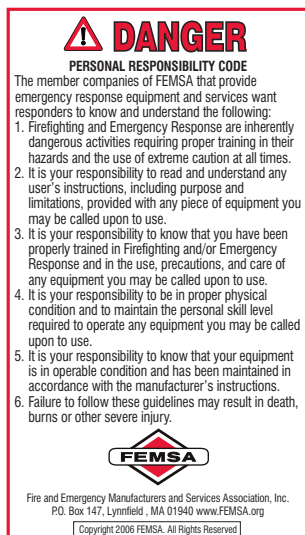 DANGER
PERSONAL RESPONSIBILITY CODE
The member companies of FEMSA that provide
emergency response equipment and services want
responders to know and understand the following:
1. Firefighting and Emergency Response are inherently
dangerous activities requiring proper training in their
hazards and the use of extreme caution at all times.
2. It is your responsibility to read and understand any
user's instructions, including purpose and
limitations, provided with any piece of equipment you
may be called upon to use.
3. It is your responsibility to know that you have been
properly trained in Firefighting and/or Emergency
Response and in the use, precautions, and care of
any equipment you may be called upon to use.
4. It is your responsibility to be in proper physical
condition and to maintain the personal skill level
required to operate any equipment you may be called
upon to use.
5. It is your responsibility to know that your equipment
is in operable condition and has been maintained in
accordance with the manufacturer's instructions.
6. Failure to follow these guidelines may result in death,
burns or other severe injury.
FEMSA
Fire and Emergency Manufacturers and Services Association, Inc.
P.O. Box 147, Lynnfield , MA 01940 www.FEMSA.org
Copyright 2006 FEMSA. All Rights Reserved